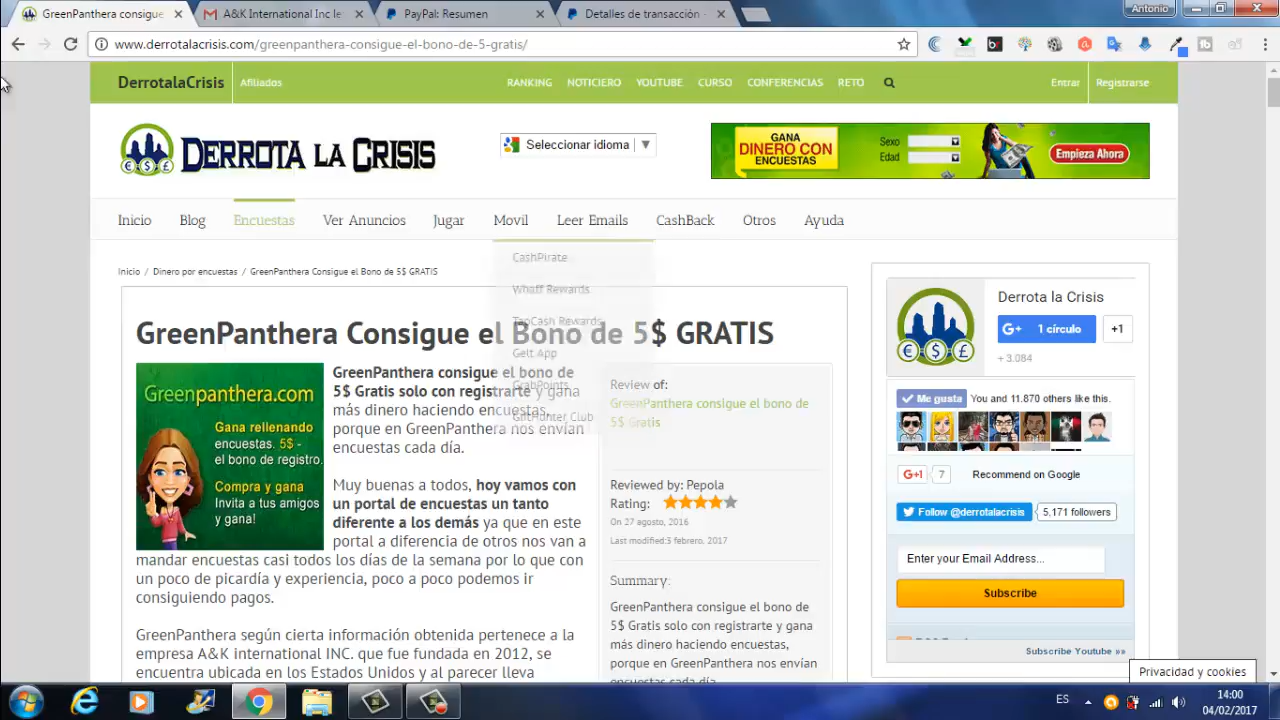 GreenPanthera consigue
A&K International Inc le
PayPal: Resumen
Detalles de transacción -
Antonio
www.derrotalacrisis.com/greenpanthera-consigue-el-bono-de-5-gratis/
DerrotalaCrisis
Afiliados
RANKING
NOTICIERO
YOUTUBE
CURSO
CONFERENCIAS
RETO
Entrar
Registrarse
DERROTA LA CRISIS
Seleccionar idioma
GANA
DINERO CON
ENCUESTAS
Sexo
Edad
Empieza Ahora
Inicio
Blog
Encuestas
Ver Anuncios
Jugar
Movil
Leer Emails
CashBack
Otros
Ayuda
CashPirate
Whaff Rewards
TapCash Rewards
Gelt App
GrabPoints
GiftHunter Club
Inicio / Dinero por encuestas / GreenPanthera Consigue el Bono de 5$ GRATIS
GreenPanthera Consigue el Bono de 5$ GRATIS
Greenpanthera.com
Gana rellenando
encuestas. 5$ -
el bono de registro.
Compra y gana
Invita a tus amigos
y gana!
GreenPanthera consigue el bono de
5$ Gratis solo con registrarte y gana
más dinero haciendo encuestas,
porque en GreenPanthera nos envían
encuestas cada día.
Muy buenas a todos, hoy vamos con
un portal de encuestas un tanto
diferente a los demás ya que en este
portal a diferencia de otros nos van a
mandar encuestas casi todos los días de la semana por lo que con
un poco de picardía y experiencia, poco a poco podemos ir
consiguiendo pagos.
GreenPanthera según cierta información obtenida pertenece a la
empresa A&K international INC. que fue fundada en 2012, se
encuentra ubicada en los Estados Unidos y al parecer lleva
Review of:
GreenPanthera consigue el bono de
5$ Gratis
Reviewed by: Pepola
Rating:
On 27 agosto, 2016
Last modified:3 febrero, 2017
Summary:
GreenPanthera consigue el bono de
5$ Gratis solo con registrarte y gana
más dinero haciendo encuestas,
porque en GreenPanthera nos envían
encuestas cada día.
Derrota la Crisis
G+ 1 círculo
+1
+ 3.084
Me gusta
You and 11.870 others like this.
G+1
7
Recommend on Google
Follow @derrotalacrisis
5,171 followers
Enter your Email Address...
Subscribe
Subscribe Youtube »»
Privacidad y cookies
ES
14:00
04/02/2017